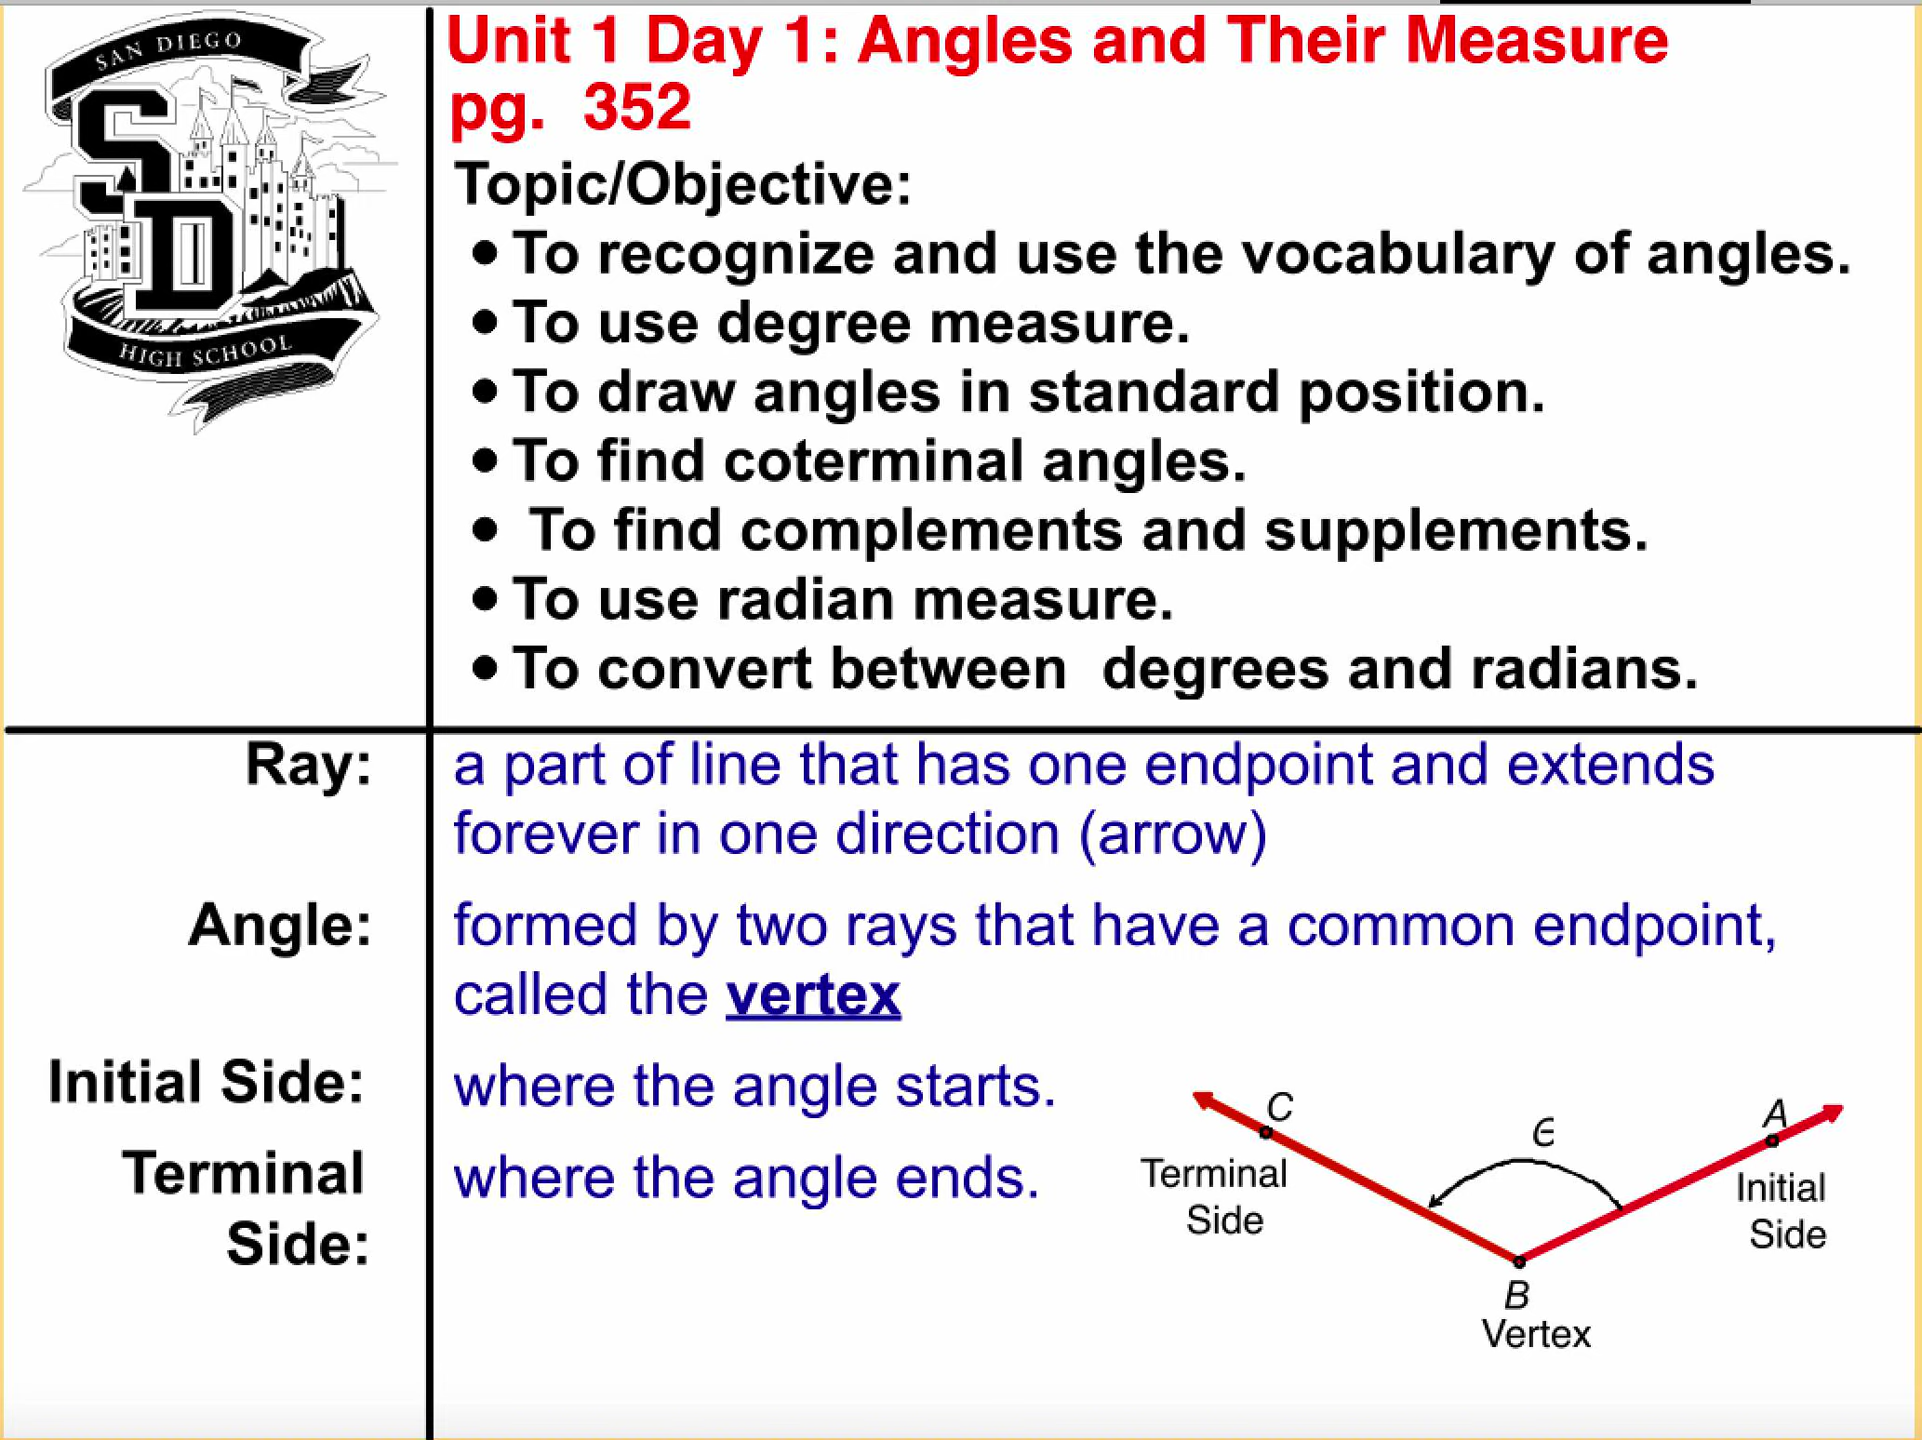 SAN DIEGO
SD
HIGH SCHOOL
Unit 1 Day 1: Angles and Their Measure
pg. 352
Topic/Objective:
• To recognize and use the vocabulary of angles.
• To use degree measure.
• To draw angles in standard position.
• To find coterminal angles.
• To find complements and supplements.
• To use radian measure.
• To convert between degrees and radians.
Ray:
a part of line that has one endpoint and extends
forever in one direction (arrow)
Angle:
formed by two rays that have a common endpoint,
called the vertex
Initial Side:
where the angle starts.
Terminal
Side:
where the angle ends.
C
Terminal
Side
A
Initial
Side
B
Vertex